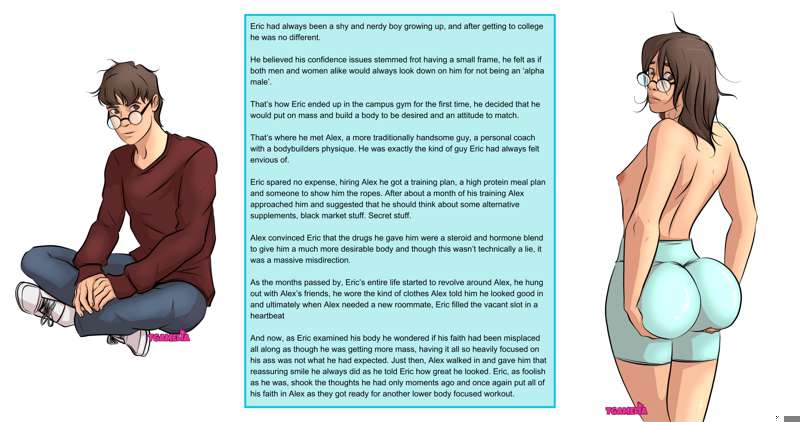 Eric had always been a shy and nerdy boy growing up, and after getting to college
he was no different.
He believed his confidence issues stemmed frot having a small frame, he felt as if
both men and women alike would always look down on him for not being an ‘alpha
male’.
That’s how Eric ended up in the campus gym for the first time, he decided that he
would put on mass and build a body to be desired and an attitude to match.
That’s where he met Alex, a more traditionally handsome guy, a personal coach
with a bodybuilders physique. He was exactly the kind of guy Eric had always felt
envious of.
Eric spared no expense, hiring Alex he got a training plan, a high protein meal plan
and someone to show him the ropes. After about a month of his training Alex
approached him and suggested that he should think about some alternative
supplements, black market stuff. Secret stuff.
Alex convinced Eric that the drugs he gave him were a steroid and hormone blend
to give him a much more desirable body and though this wasn’t technically a lie, it
was a massive misdirection.
As the months passed by, Eric’s entire life started to revolve around Alex, he hung
out with Alex’s friends, he wore the kind of clothes Alex told him he looked good in
and ultimately when Alex needed a new roommate, Eric filled the vacant slot in a
heartbeat
And now, as Eric examined his body he wondered if his faith had been misplaced
all along as though he was getting more mass, having it all so heavily focused on
his ass was not what he had expected. Just then, Alex walked in and gave him that
reassuring smile he always did as he told Eric how great he looked. Eric, as foolish
as he was, shook the thoughts he had only moments ago and once again put all of
his faith in Alex as they got ready for another lower body focused workout.
TGAMEIIA
TGAMEIIA